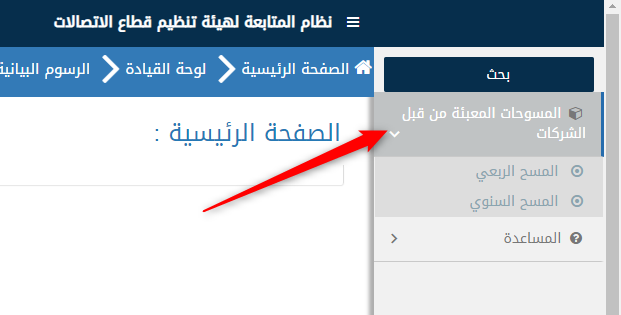 نظام المتابعة لهيئة تنظيم قطاع الاتصالات
الصفحة الرئيسية
لوحة القيادة
الرسوم البيانية
بحث
المسوحات المعبئة من قبل
الشركات
المسح الربعي
المسح السنوي
المساعدة
الصفحة الرئيسية :